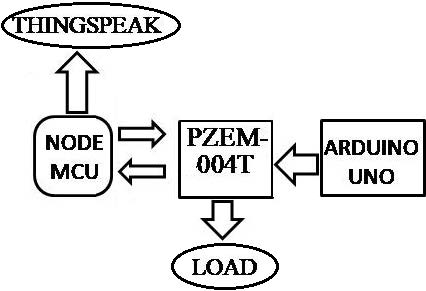 THINGSPEAK
NODE
MCU
PZEM-
004T
ARDUINO
UNO
LOAD